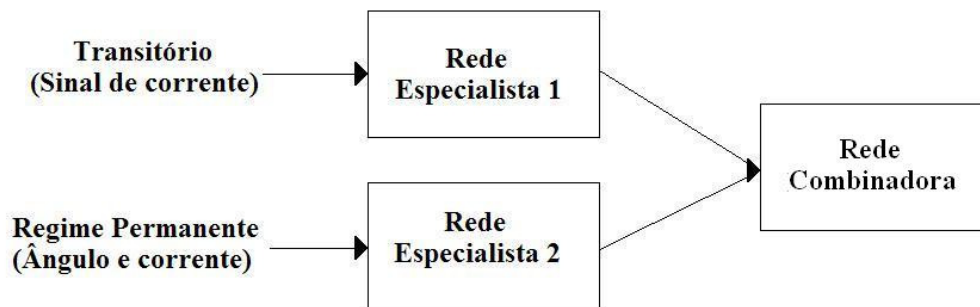 Transitório
(Sinal de corrente)
Rede
Especialista 1
Rede
Combinadora
Regime Permanente
(Ângulo e corrente)
Rede
Especialista 2